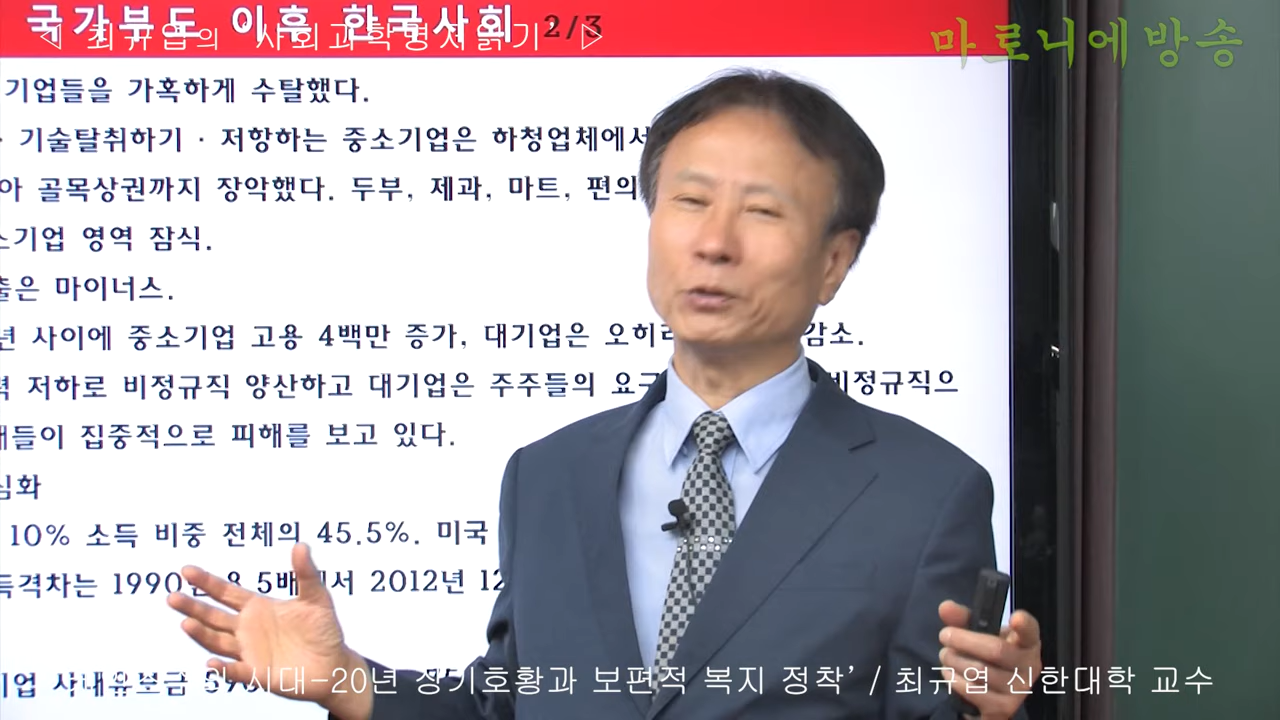 국가부도 이후 한국사회 2/3
◁ 최규엽의 '사회과학명저읽기' ▷
마로니에방송
기업들을 가혹하게 수탈했다.
· 기술탈취하기 · 저항하는 중소기업은 하청업체에서
아 골목상권까지 장악했다. 두부, 제과, 마트, 편의
소기업 영역 잠식.
출은 마이너스.
년 사이에 중소기업 고용 4백만 증가, 대기업은 오히려 감소.
력 저하로 비정규직 양산하고 대기업은 주주들의 요구 비정규직으
들이 집중적으로 피해를 보고 있다.
심화
10% 소득 비중 전체의 45.5%. 미국
득격차는 1990년 8.5배에서 2012년 12
기업 사내유보금
시대-20년 장기호황과 보편적 복지 정착' / 최규엽 신한대학 교수